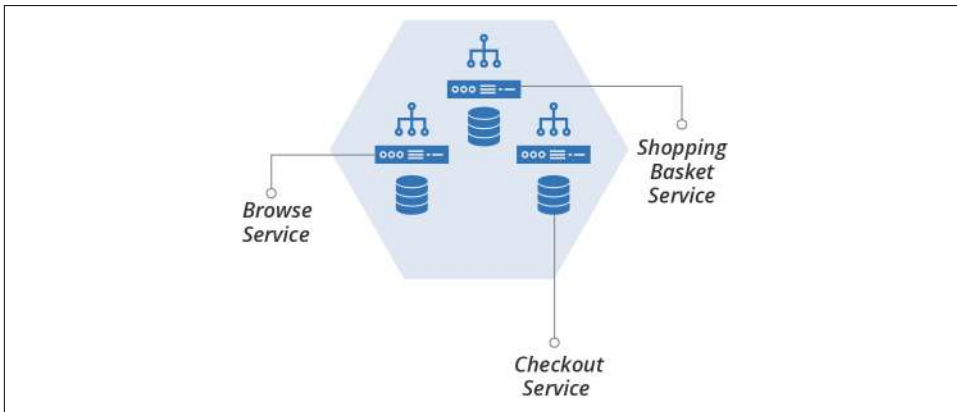 Shopping
Basket
Service
Browse
Service
Checkout
Service